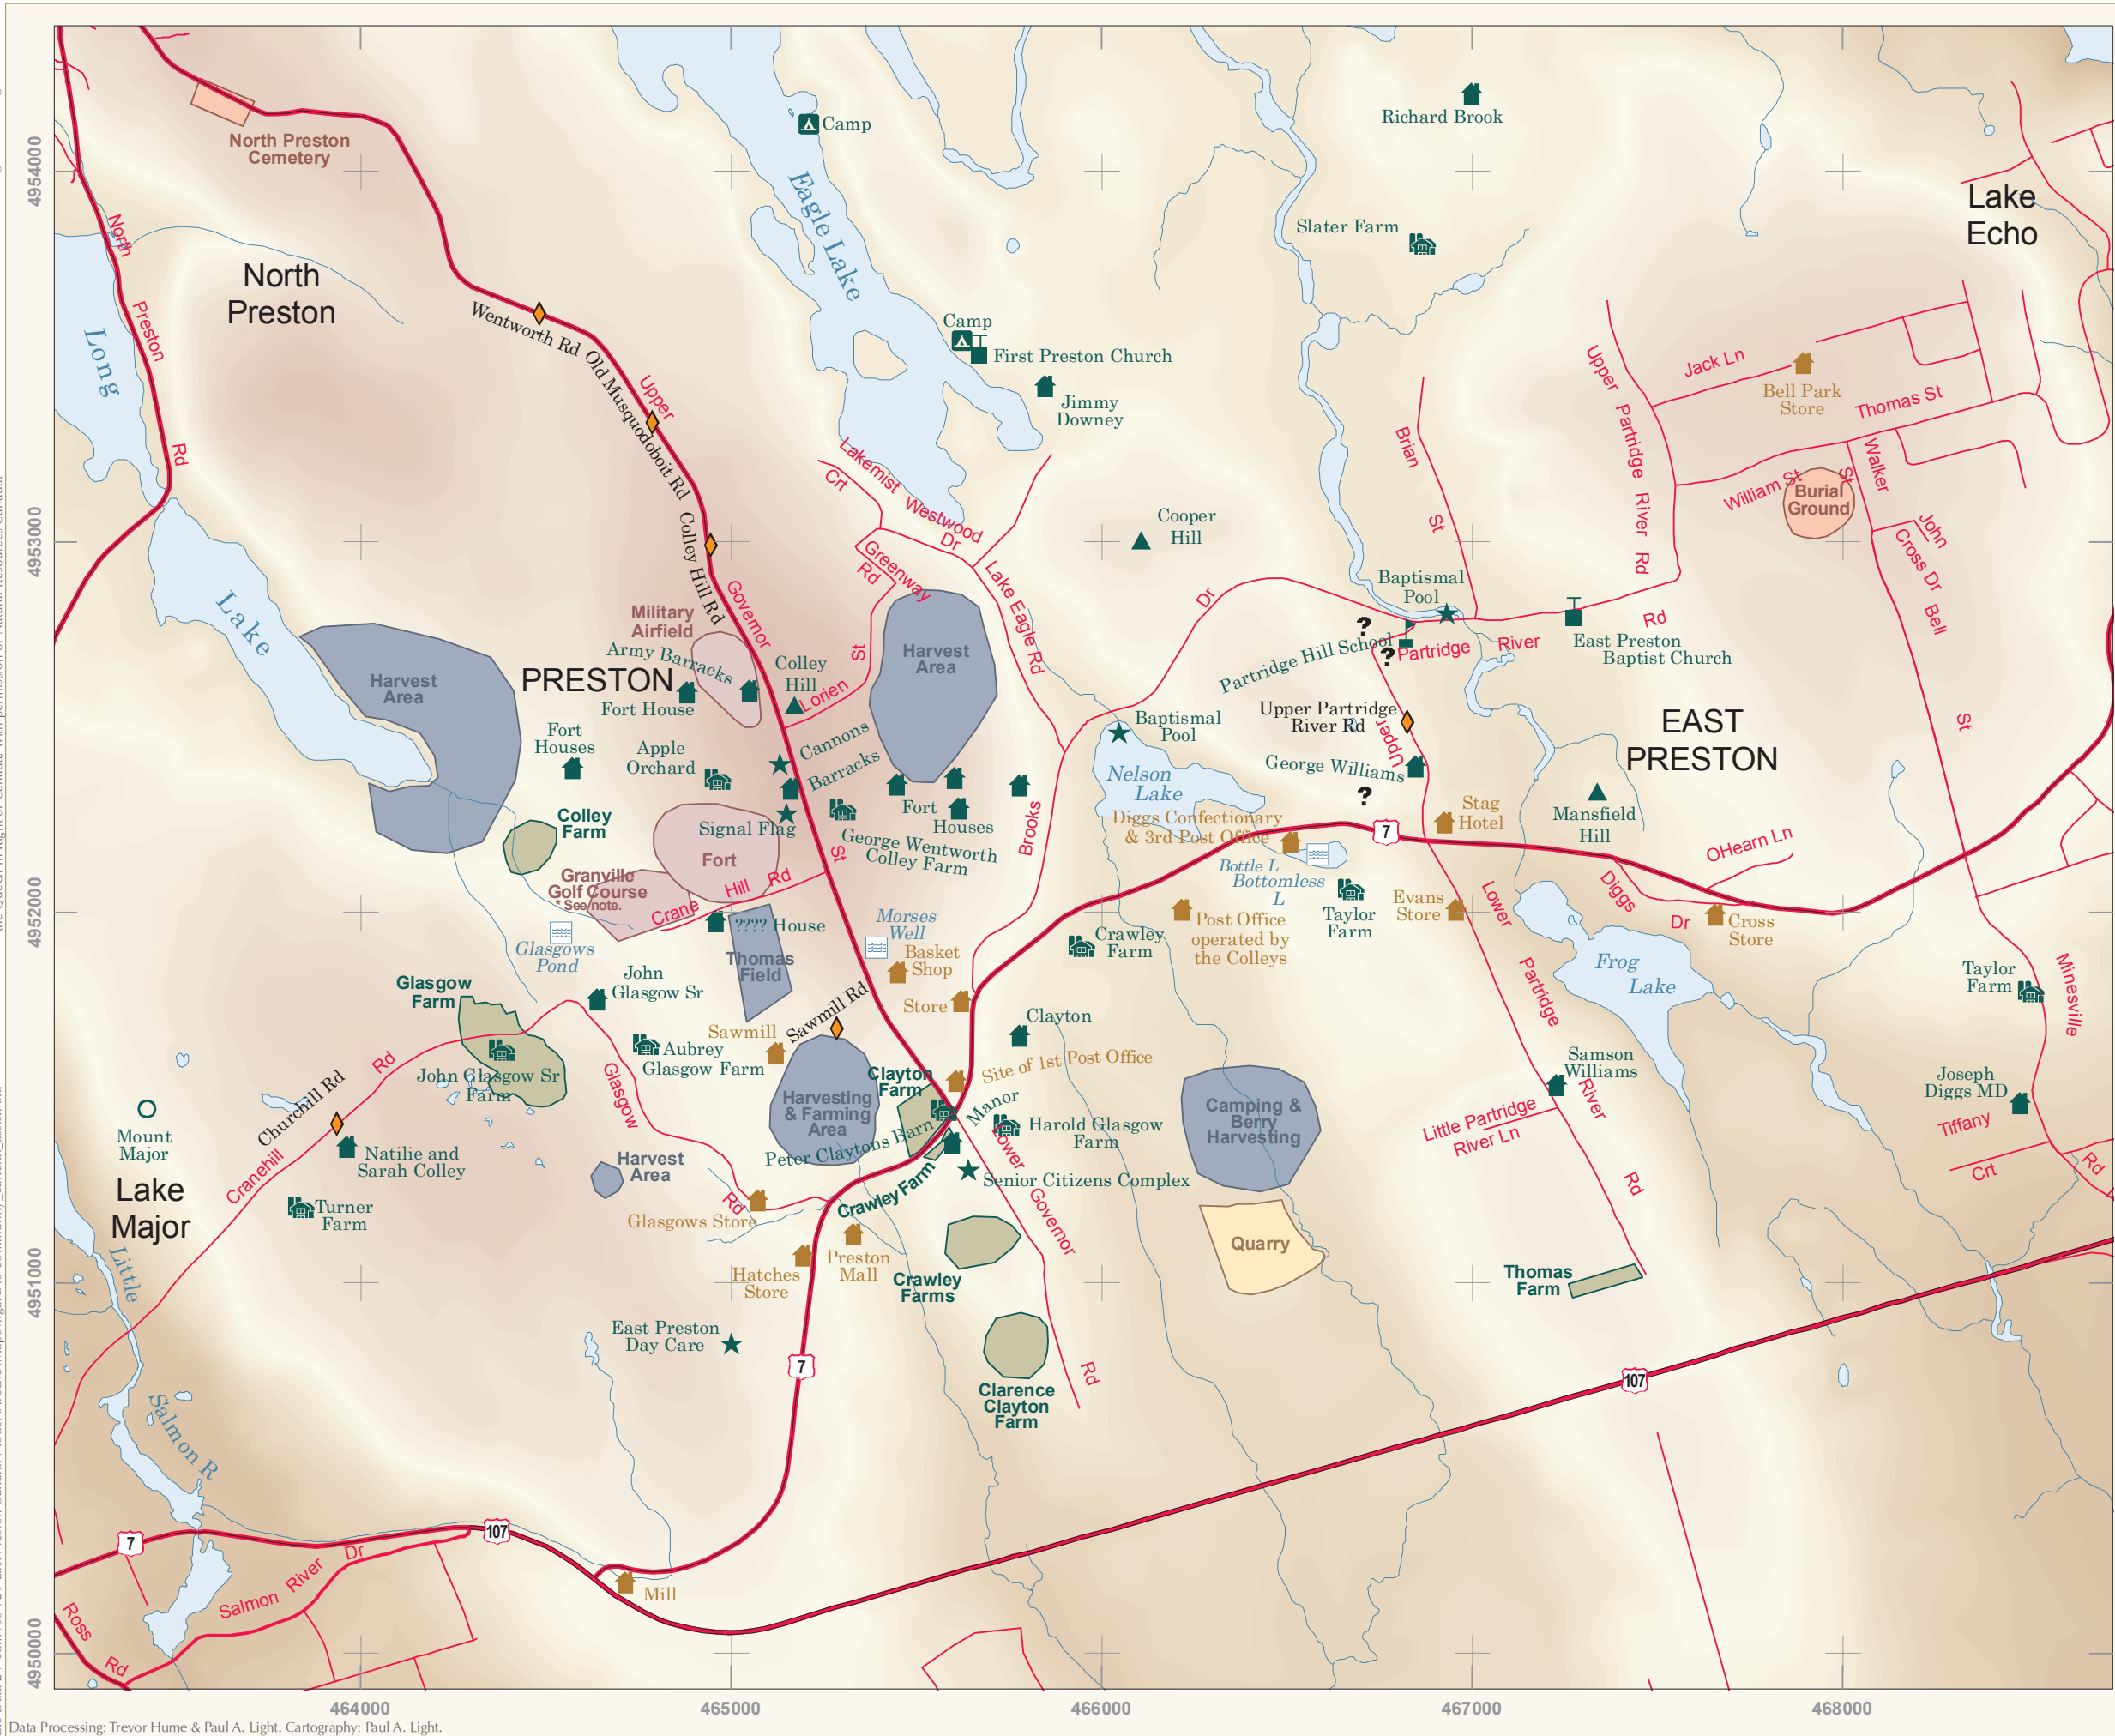 North Preston
Cemetery
Camp
Richard Brook
Lake
Echo
Slater Farm
North
Preston
Rd
North
Preston
Eagle Lake
Long
Lake
Wentworth Rd
Old Musquodoboit Rd
Colley Hill Rd
Upper
Governor
St
Camp
First Preston Church
Jimmy
Downey
Jack Ln
Bell Park
Store
Thomas St
Upper Partridge River Rd
Brian
St
Lakemist
Crt
Westwood
Dr
Greenway
Rd
Cooper
Hill
William St
Burial
Ground
St
Walker
John
Cross Dr
Bell
St
Lake Eagle Rd
Dr
Baptismal
Pool
Military
Airfield
Army Barracks
Colley
Hill
St
Lorien
Harvest
Area
Harvest
Area
PRESTON
Fort House
Partridge Hill School
?
?
Partridge River Rd
East Preston
Baptist Church
Upper Partridge
River Rd
Upper
EAST
PRESTON
Fort
Houses
Apple
Orchard
Cannons
Barracks
Baptismal
Pool
Nelson
Lake
George Williams
?
Signal Flag
Fort
Houses
George Wentworth
Colley Farm
Brooks
Diggs Confectionary
& 3rd Post Office
7
Stag
Hotel
Mansfield
Hill
OHearn Ln
Colley
Farm
Fort
Granville
Golf Course
* See note.
Crane Hill Rd
Bottle L
Bottomless
L
Taylor
Farm
Evans
Store
Lower
Partridge
River
Rd
Diggs
Dr
Cross
Store
???? House
Morses
Well
Glasgows
Pond
Thomas
Field
Basket
Shop
Crawley
Farm
Post Office
operated by
the Colleys
Frog
Lake
Taylor
Farm
Minesville
Rd
Glasgow
Farm
John
Glasgow Sr
Store
Sawmill
Sawmill Rd
Clayton
Aubrey
Glasgow Farm
John Glasgow Sr
Farm
Rd
Glasgow
Rd
Site of 1st Post Office
Samson
Williams
Joseph
Diggs MD
Clayton
Farm
Manor
Harvesting
& Farming
Area
Camping &
Berry
Harvesting
Little Partridge
River Ln
Tiffany
Crt
Mount
Major
Churchill Rd
Natilie and
Sarah Colley
Cranehill
Peter Claytons Barn
Harold Glasgow
Farm
Harvest
Area
Senior Citizens Complex
Lower
Governor
Rd
Lake
Major
Turner
Farm
Crawley Farm
Glasgows Store
Quarry
Preston
Mall
Hatches
Store
Crawley
Farms
Thomas
Farm
Little
Salmon R
East Preston
Day Care
7
Clarence
Clayton
Farm
107
7
107
Salmon River Dr
Mill
Ross
Rd
4954000
4953000
4952000
4951000
4950000
464000
465000
466000
467000
468000
Data Processing: Trevor Hume & Paul A. Light. Cartography: Paul A. Light.